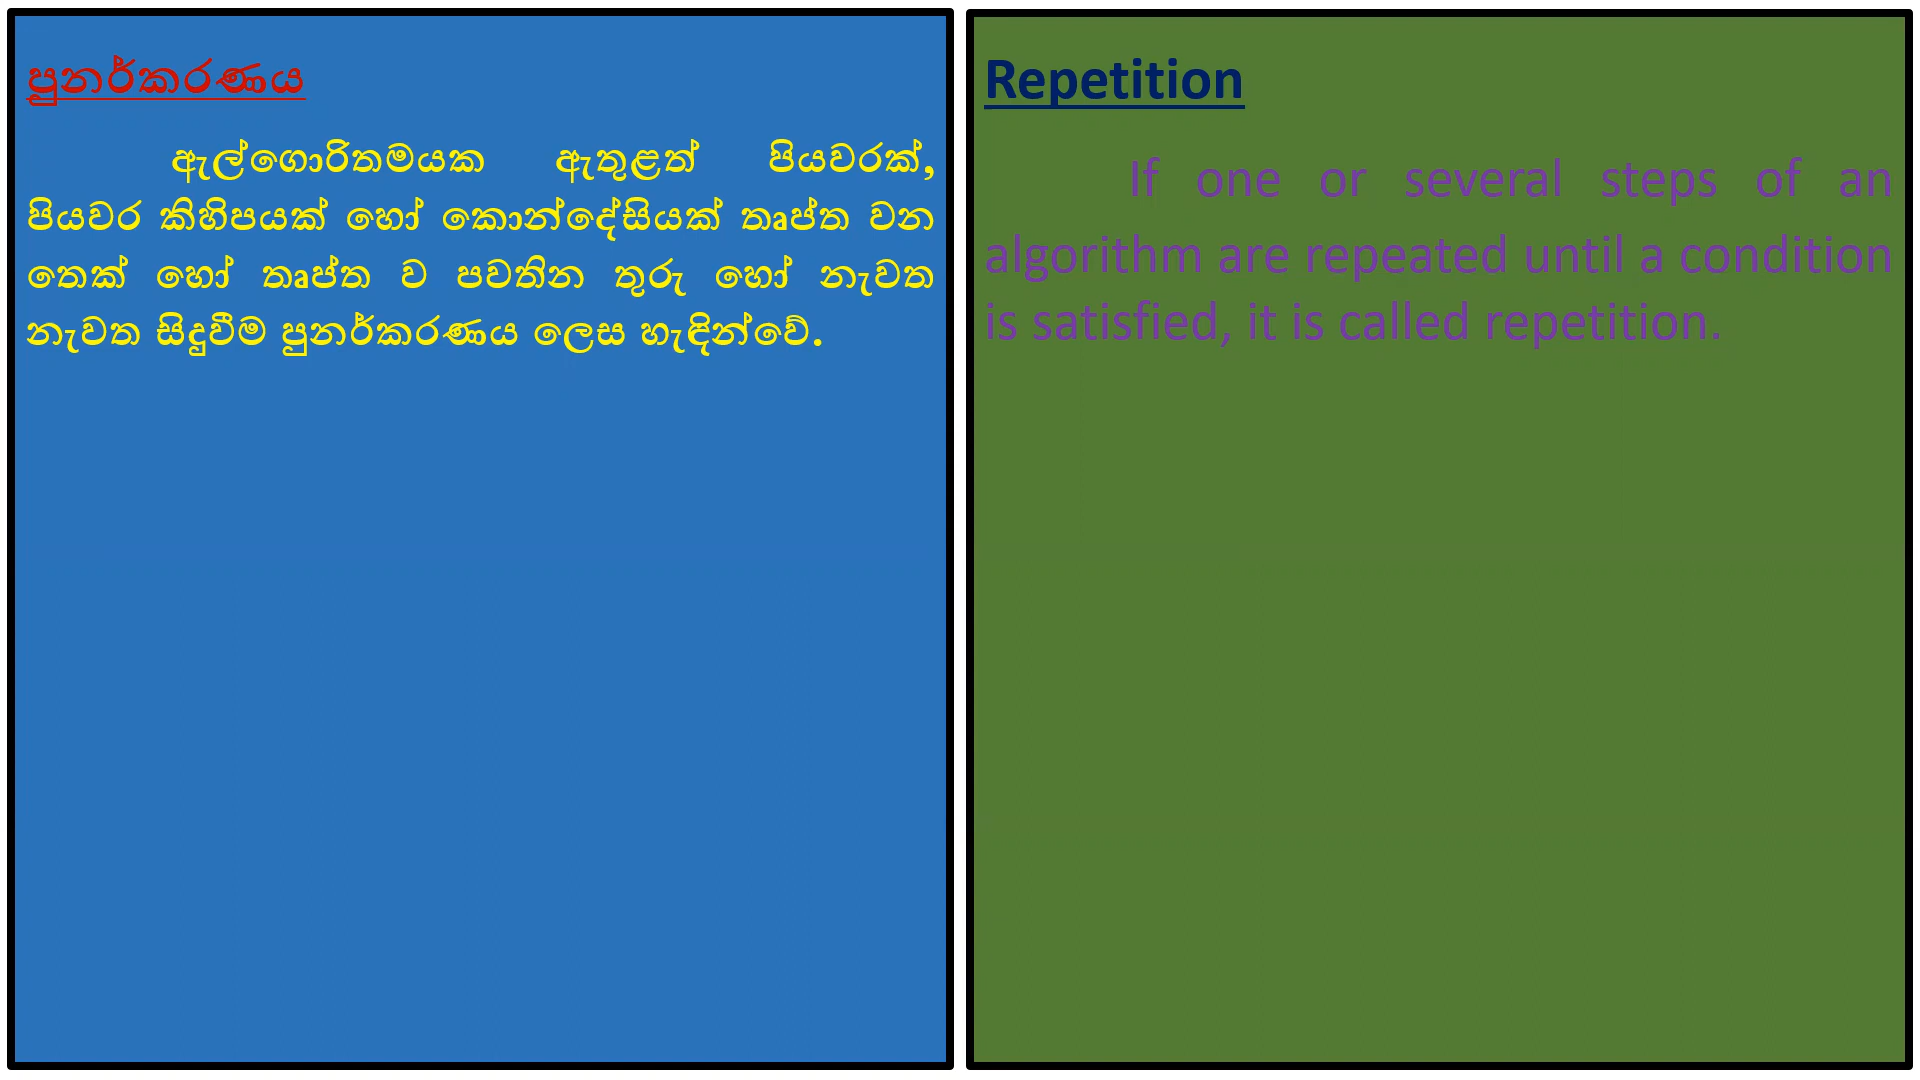 පුනර්කරණය
ඇල්ගොරිතමයක ඇතුළත් පියවරක්,
පියවර කිහිපයක් හෝ කොන්දේසියක් තෘප්ත වන
තෙක් හෝ තෘප්ත ව පවතින තුරු හෝ නැවත
නැවත සිදුවීම පුනර්කරණය ලෙස හැඳින්වේ.
Repetition
If one or several steps of an
algorithm are repeated until a condition
is satisfied, it is called repetition.